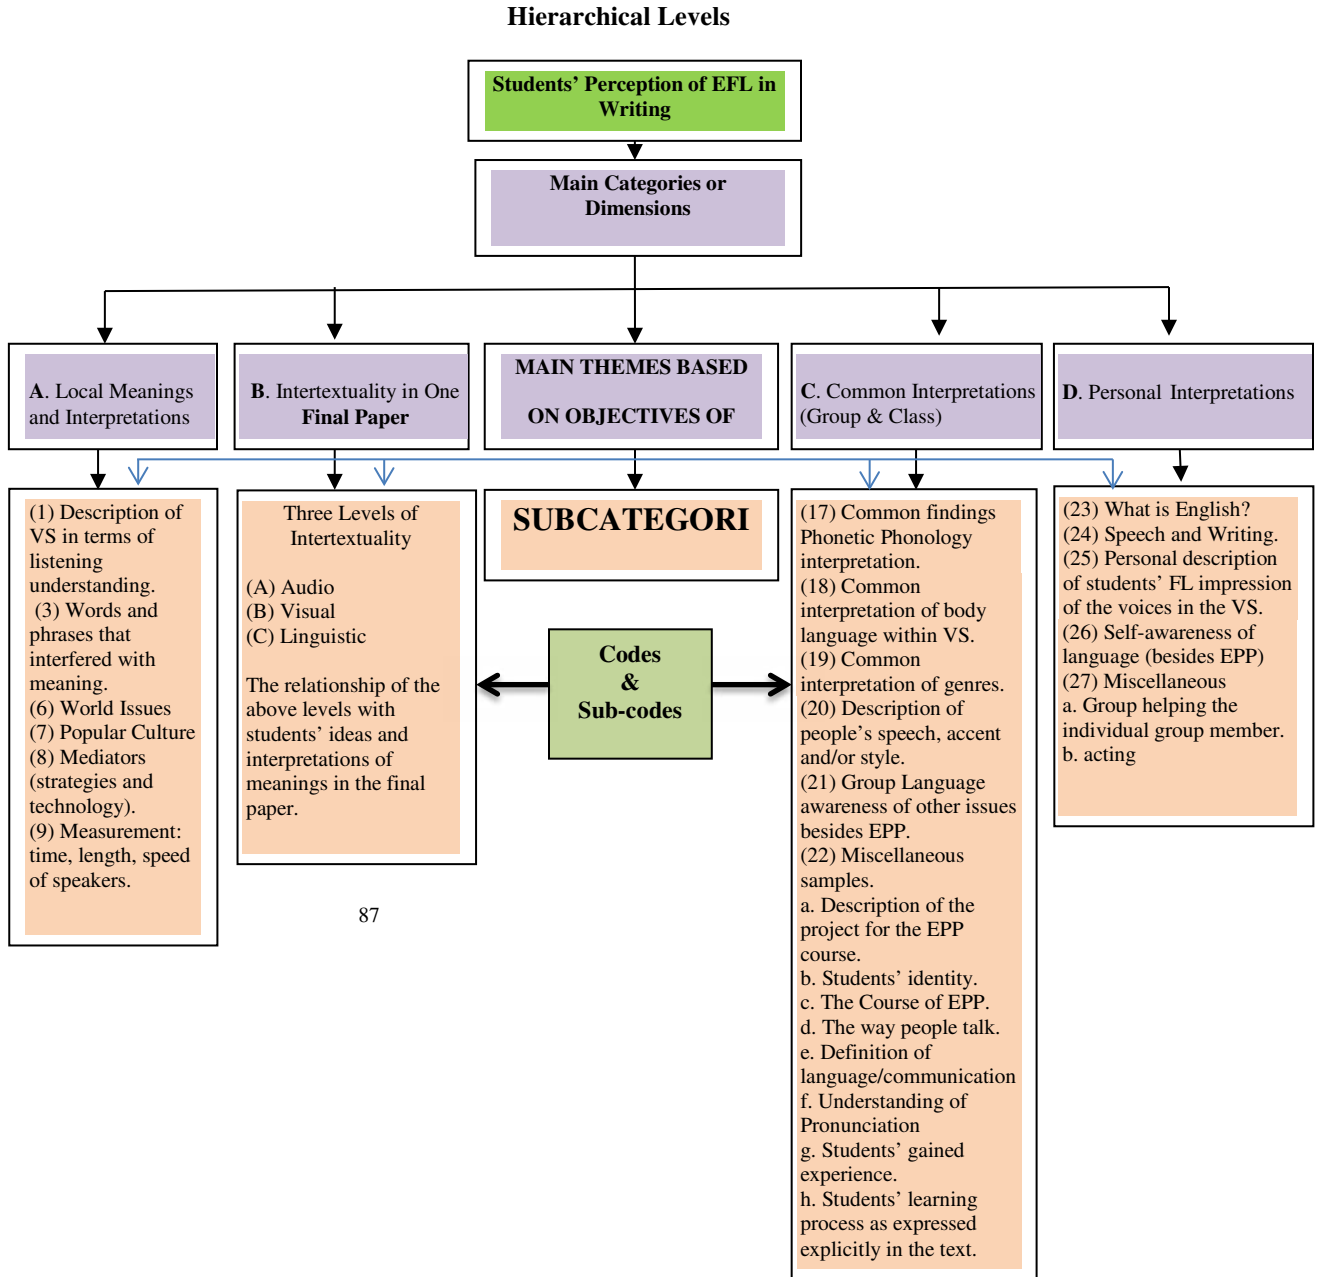 Hierarchical Levels
Students’ Perception of EFL in
Writing
Main Categories or
Dimensions
A. Local Meanings
and Interpretations
B. Intertextuality in One
Final Paper
MAIN THEMES BASED
ON OBJECTIVES OF
C. Common Interpretations
(Group & Class)
D. Personal Interpretations
(1) Description of
VS in terms of
listening
understanding.
(3) Words and
phrases that
interfered with
meaning.
(6) World Issues
(7) Popular Culture
(8) Mediators
(strategies and
technology).
(9) Measurement:
time, length, speed
of speakers.
Three Levels of
Intertextuality
(A) Audio
(B) Visual
(C) Linguistic
The relationship of the
above levels with
students’ ideas and
interpretations of
meanings in the final
paper.
SUBCATEGORI
Codes
&
Sub-codes
(17) Common findings
Phonetic Phonology
interpretation.
(18) Common
interpretation of body
language within VS.
(19) Common
interpretation of genres.
(20) Description of
people’s speech, accent
and/or style.
(21) Group Language
awareness of other issues
besides EPP.
(22) Miscellaneous
samples.
a. Description of the
project for the EPP
course.
b. Students’ identity.
c. The Course of EPP.
d. The way people talk.
e. Definition of
language/communication
f. Understanding of
Pronunciation
g. Students’ gained
experience.
h. Students’ learning
process as expressed
explicitly in the text.
(23) What is English?
(24) Speech and Writing.
(25) Personal description
of students’ FL impression
of the voices in the VS.
(26) Self-awareness of
language (besides EPP)
(27) Miscellaneous
a. Group helping the
individual group member.
b. acting
87